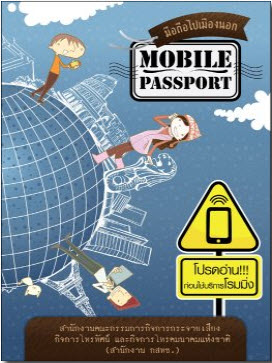 มือถือไปเมืองนอก
MOBILE
PASSPORT
โปรดอ่าน!!!
ก่อนใช้บริการโรมมิ่ง
สำนักงานคณะกรรมการกิจการกระจายเสียง
กิจการโทรทัศน์ และกิจการโทรคมนาคมแห่งชาติ
(สำนักงาน กสทช.)